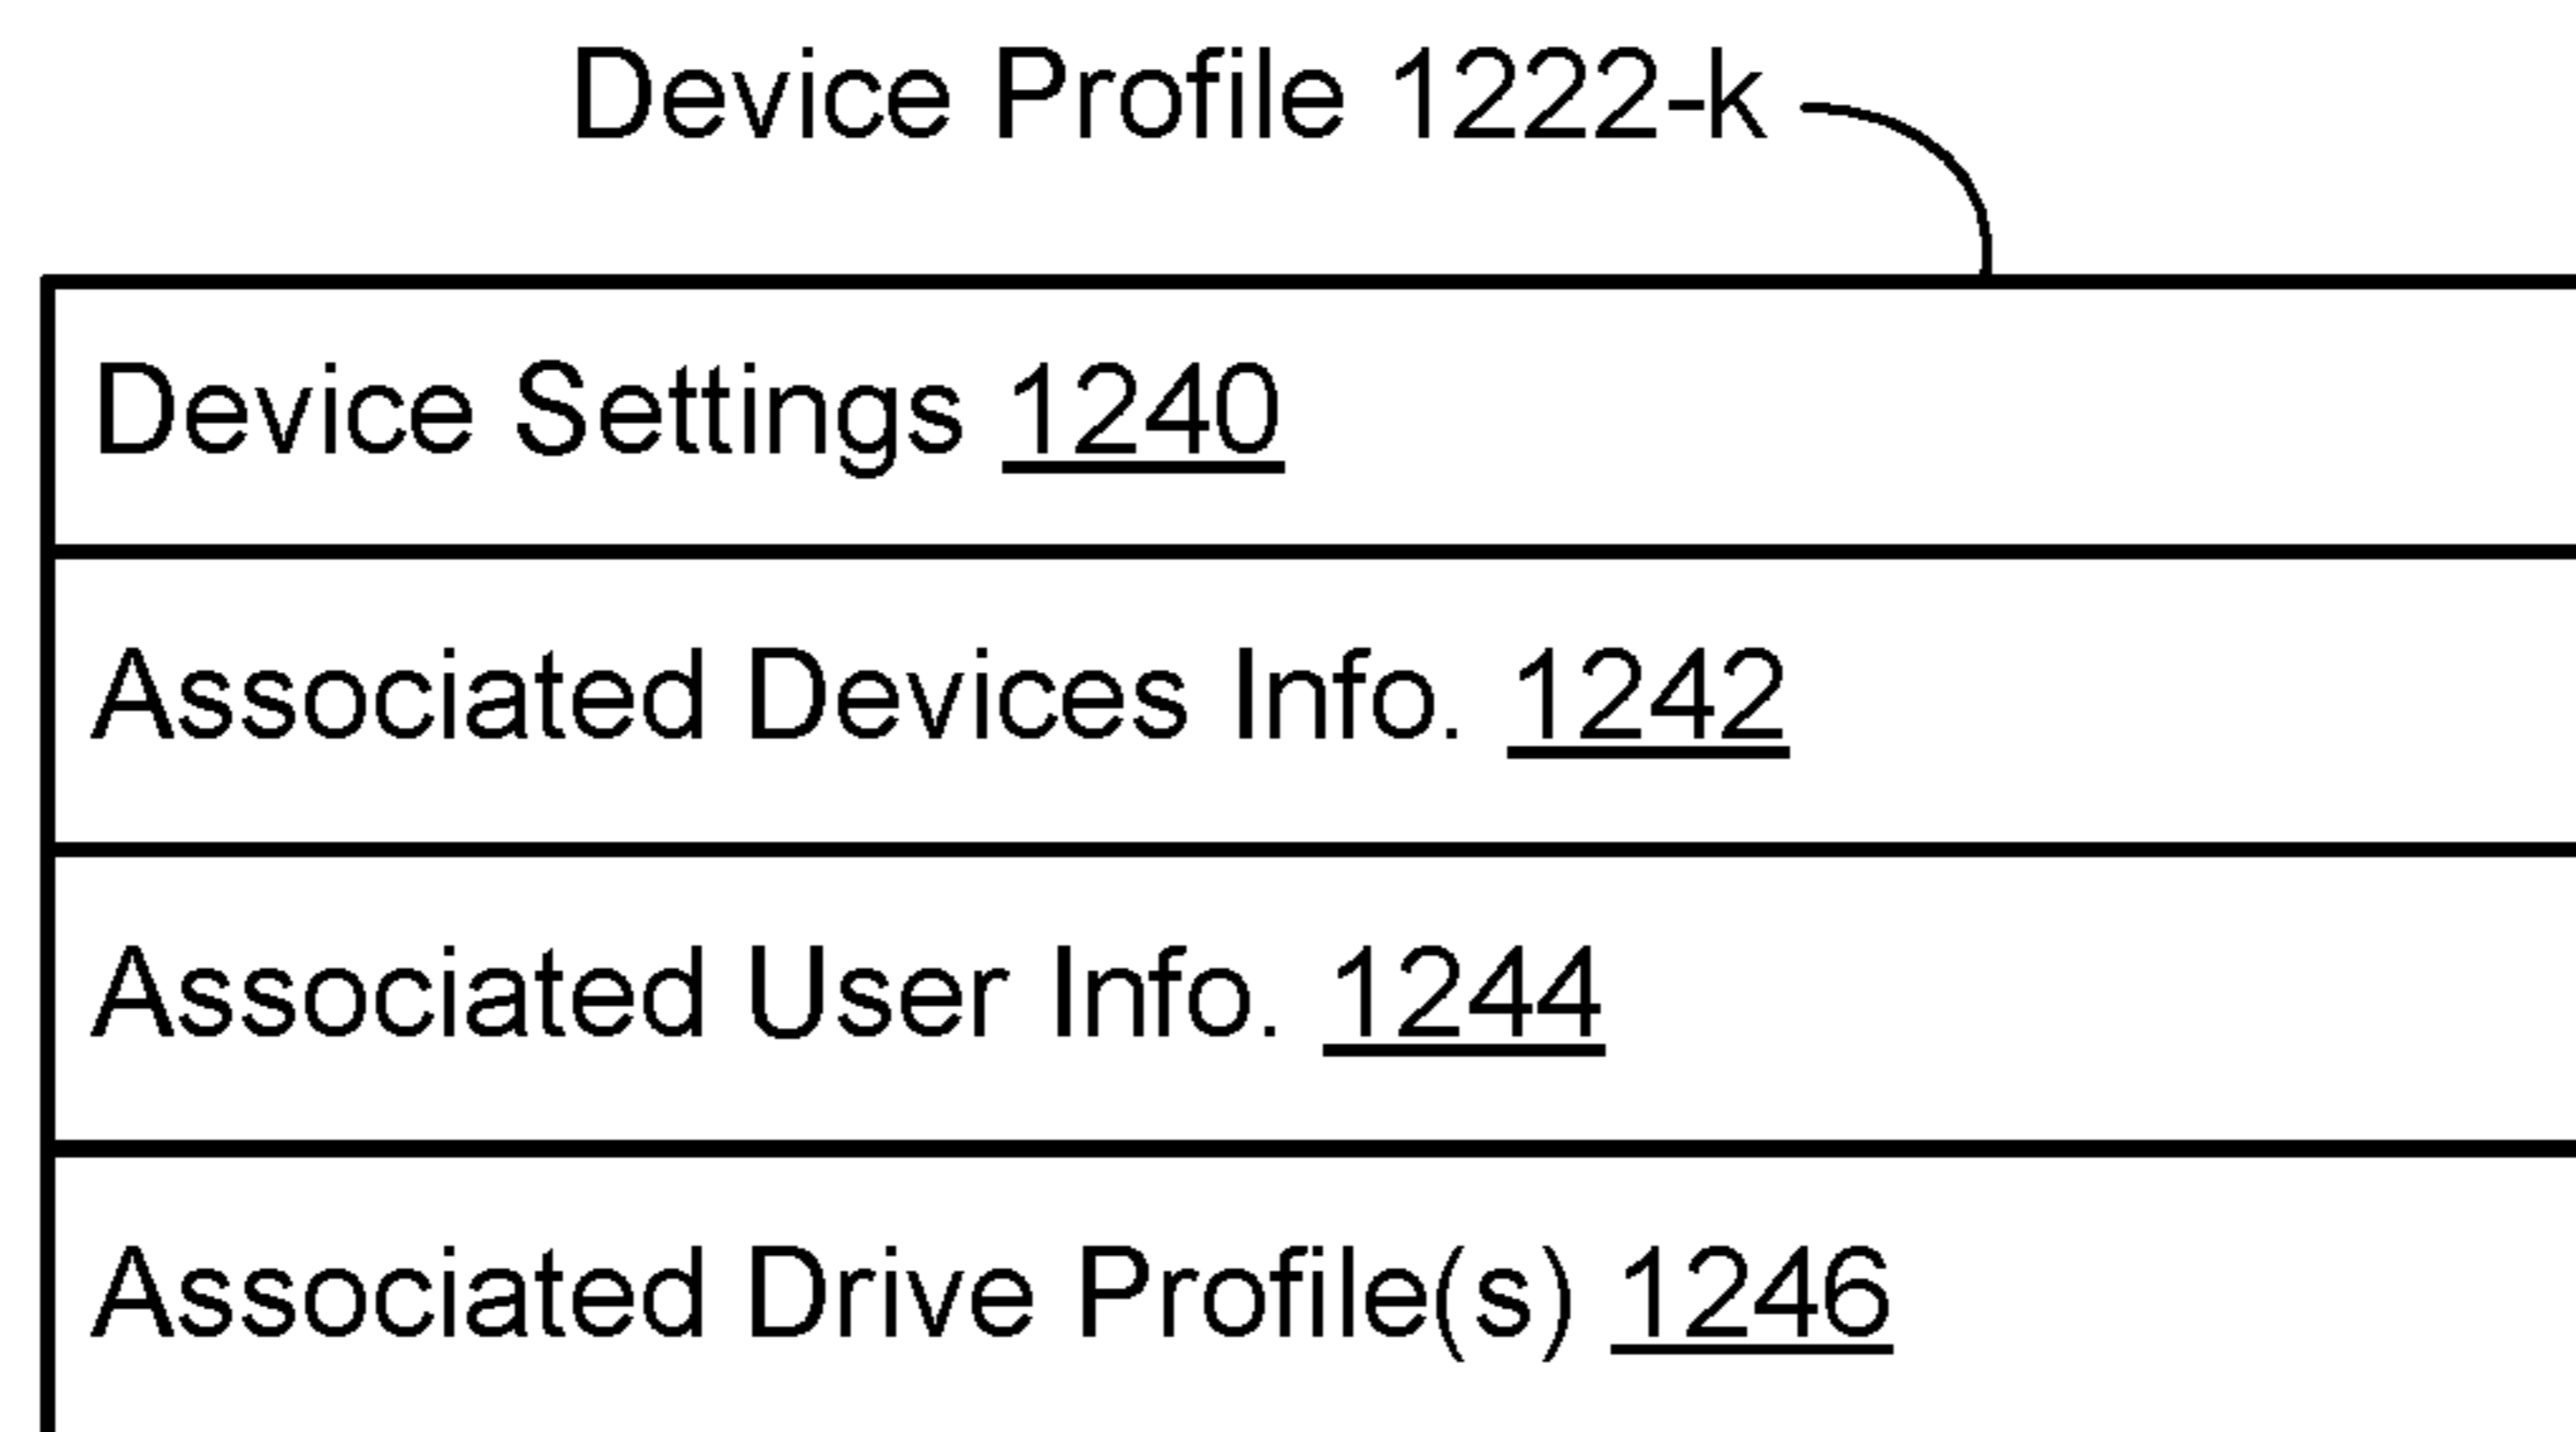 Device Profile 1222-k
Device Settings 1240
Associated Devices Info. 1242
Associated User Info. 1244
Associated Drive Profile(s) 1246